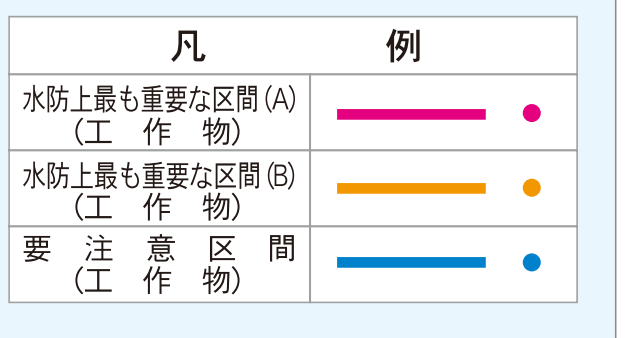 凡　例
水防上最も重要な区間(A)
(工　作　物)
水防上最も重要な区間(B)
(工　作　物)
要　注　意　区　間
(工　作　物)